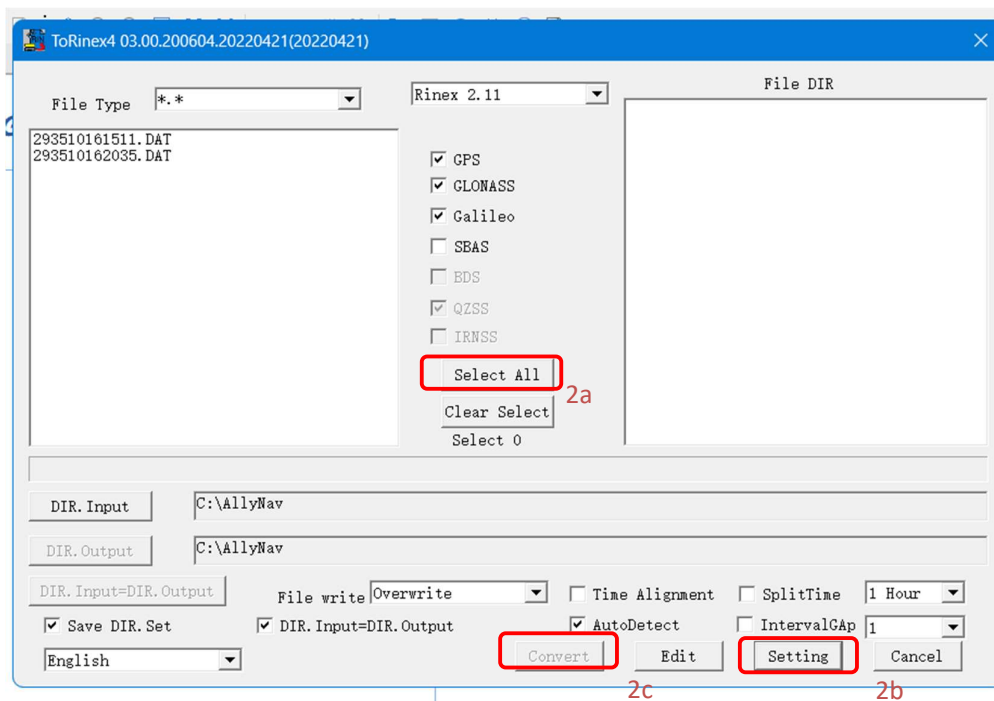 ToRinex4 03.00.200604.20220421(20220421)
File Type
*.*
Rinex 2.11
File DIR
293510161511.DAT
293510162035.DAT
GPS
GLONASS
Galileo
SBAS
BDS
QZSS
IRNSS
Select All
2a
Clear Select
Select 0
DIR.Input
C:\AllyNav
DIR.Output
C:\AllyNav
DIR.Input=DIR.Output
File write
Overwrite
Time Alignment
SplitTime
1 Hour
Save DIR.Set
DIR.Input=DIR.Output
AutoDetect
IntervalGAp
1
English
Convert
Edit
Setting
Cancel
2c
2b